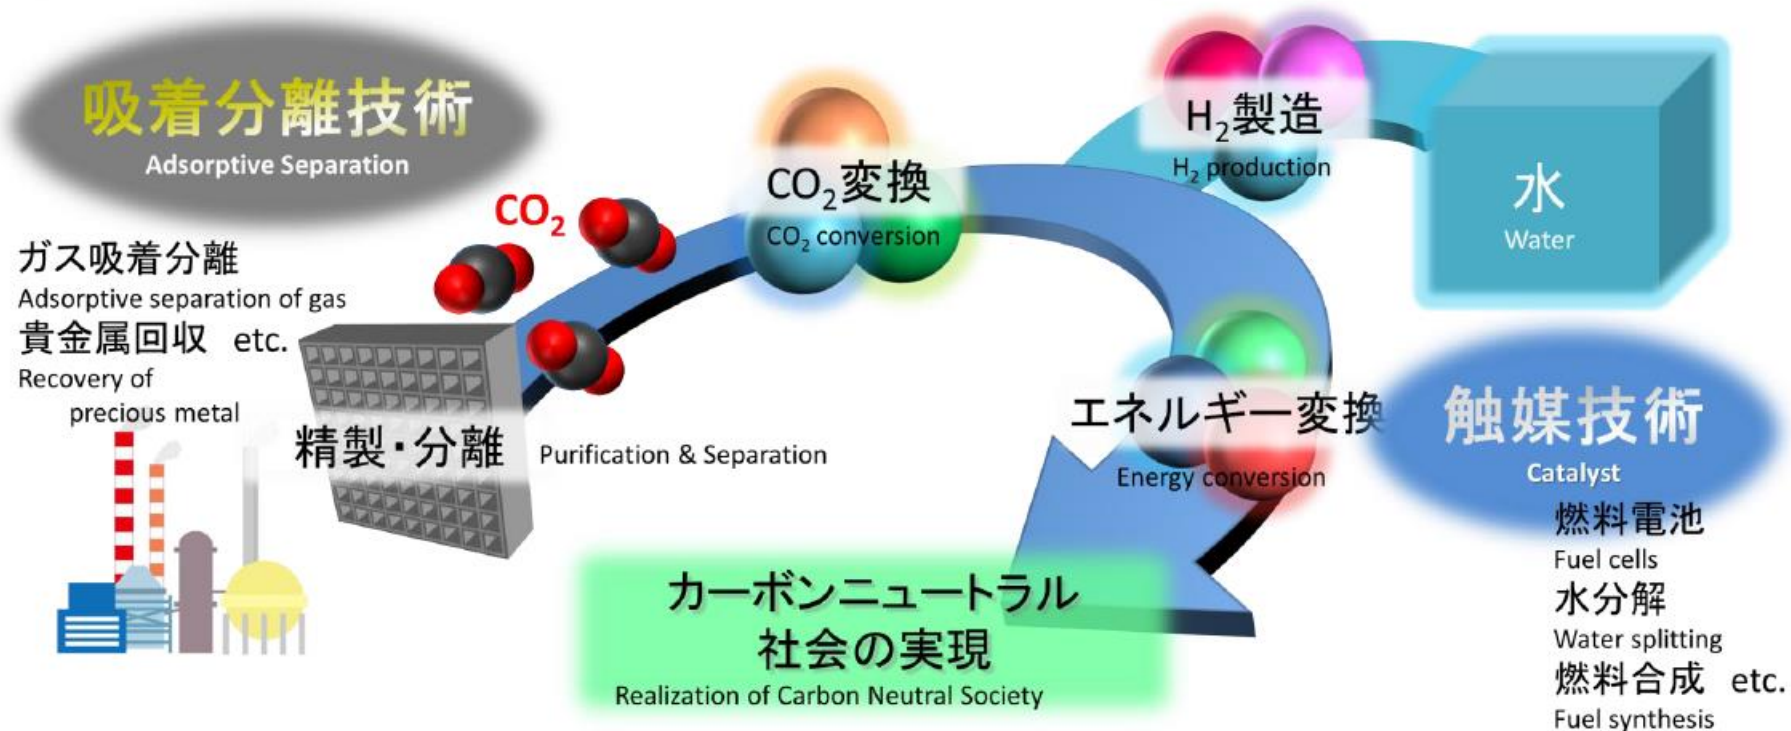 吸着分離技術
Adsorptive Separation
ガス吸着分離
Adsorptive separation of gas
貴金属回収 etc.
Recovery of
precious metal
CO₂
精製・分離
Purification & Separation
CO₂変換
CO₂ conversion
H₂製造
H₂ production
水
Water
エネルギー変換
Energy conversion
触媒技術
Catalyst
燃料電池
Fuel cells
水分解
Water splitting
燃料合成 etc.
Fuel synthesis
カーボンニュートラル
社会の実現
Realization of Carbon Neutral Society